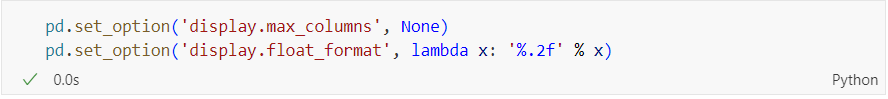 pd.set_option('display.max_columns', None)
pd.set_option('display.float_format', lambda x: '%.2f' % x)
0.0s Python